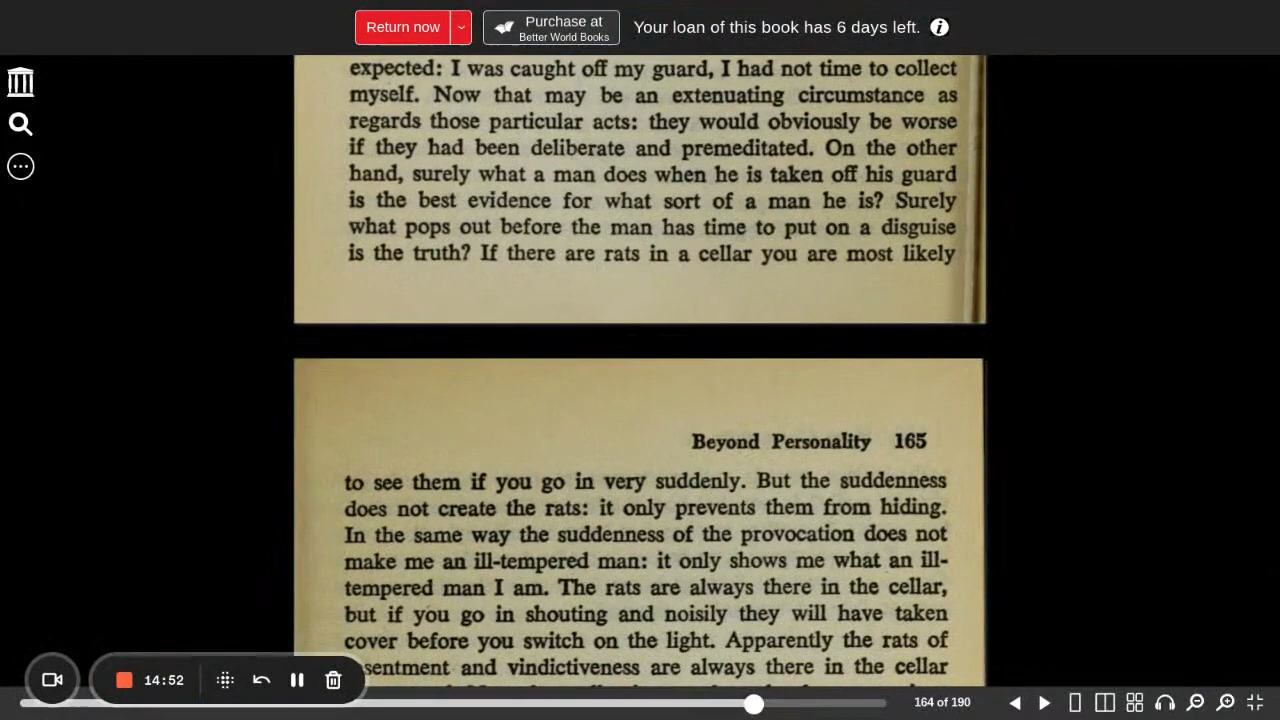 Return now
Purchase at
Better World Books
Your loan of this book has 6 days left.
expected: I was caught off my guard, I had not time to collect
myself. Now that may be an extenuating circumstance as
regards those particular acts: they would obviously be worse
if they had been deliberate and premeditated. On the other
hand, surely what a man does when he is taken off his guard
is the best evidence for what sort of a man he is? Surely
what pops out before the man has time to put on a disguise
is the truth? If there are rats in a cellar you are most likely
Beyond Personality 165
to see them if you go in very suddenly. But the suddenness
does not create the rats: it only prevents them from hiding.
In the same way the suddenness of the provocation does not
make me an ill-tempered man: it only shows me what an ill-
tempered man I am. The rats are always there in the cellar,
but if you go in shouting and noisily they will have taken
cover before you switch on the light. Apparently the rats of
sentment and vindictiveness are always there in the cellar
14:52
164 of 190